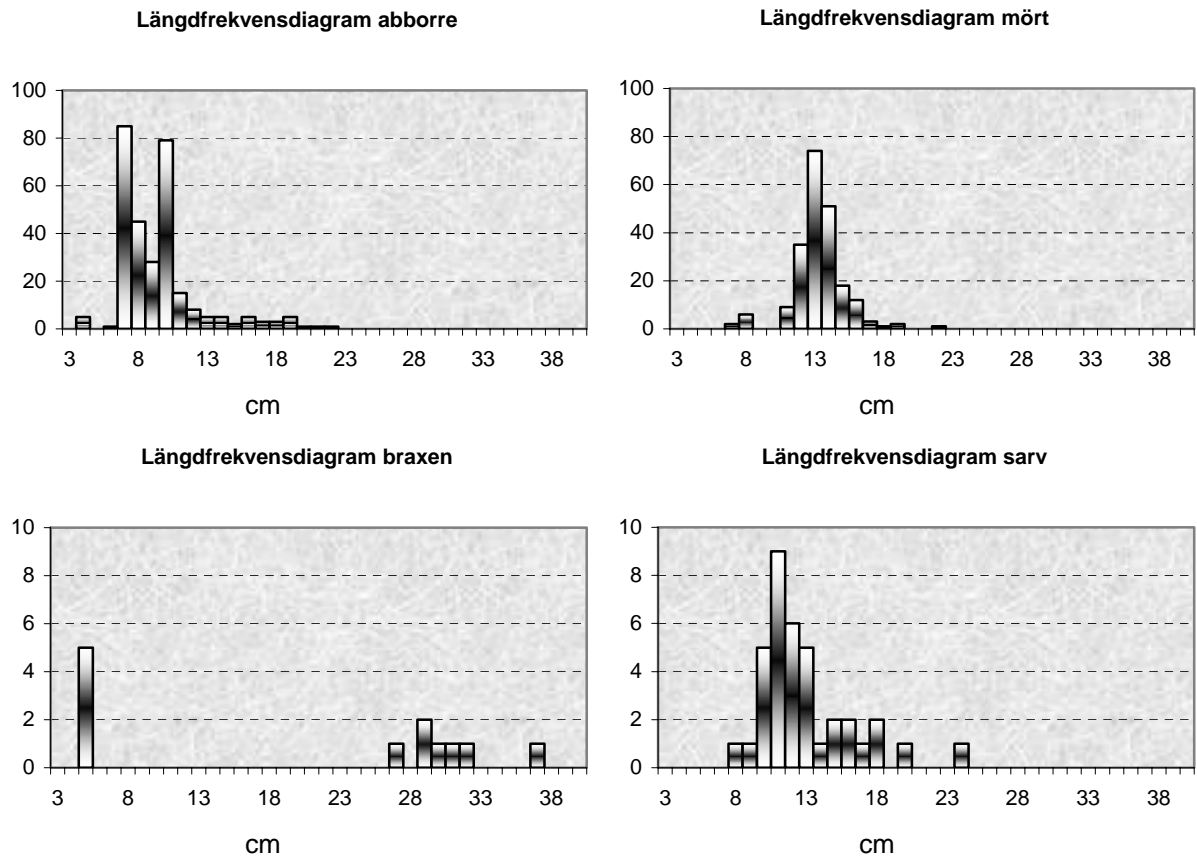 Längdfrekvensdiagram abborre
100
80
60
40
20
0
3 8 13 18 23 28 33 38
cm
Längdfrekvensdiagram mört
100
80
60
40
20
0
3 8 13 18 23 28 33 38
cm
Längdfrekvensdiagram braxen
10
8
6
4
2
0
3 8 13 18 23 28 33 38
cm
Längdfrekvensdiagram sarv
10
8
6
4
2
0
3 8 13 18 23 28 33 38
cm